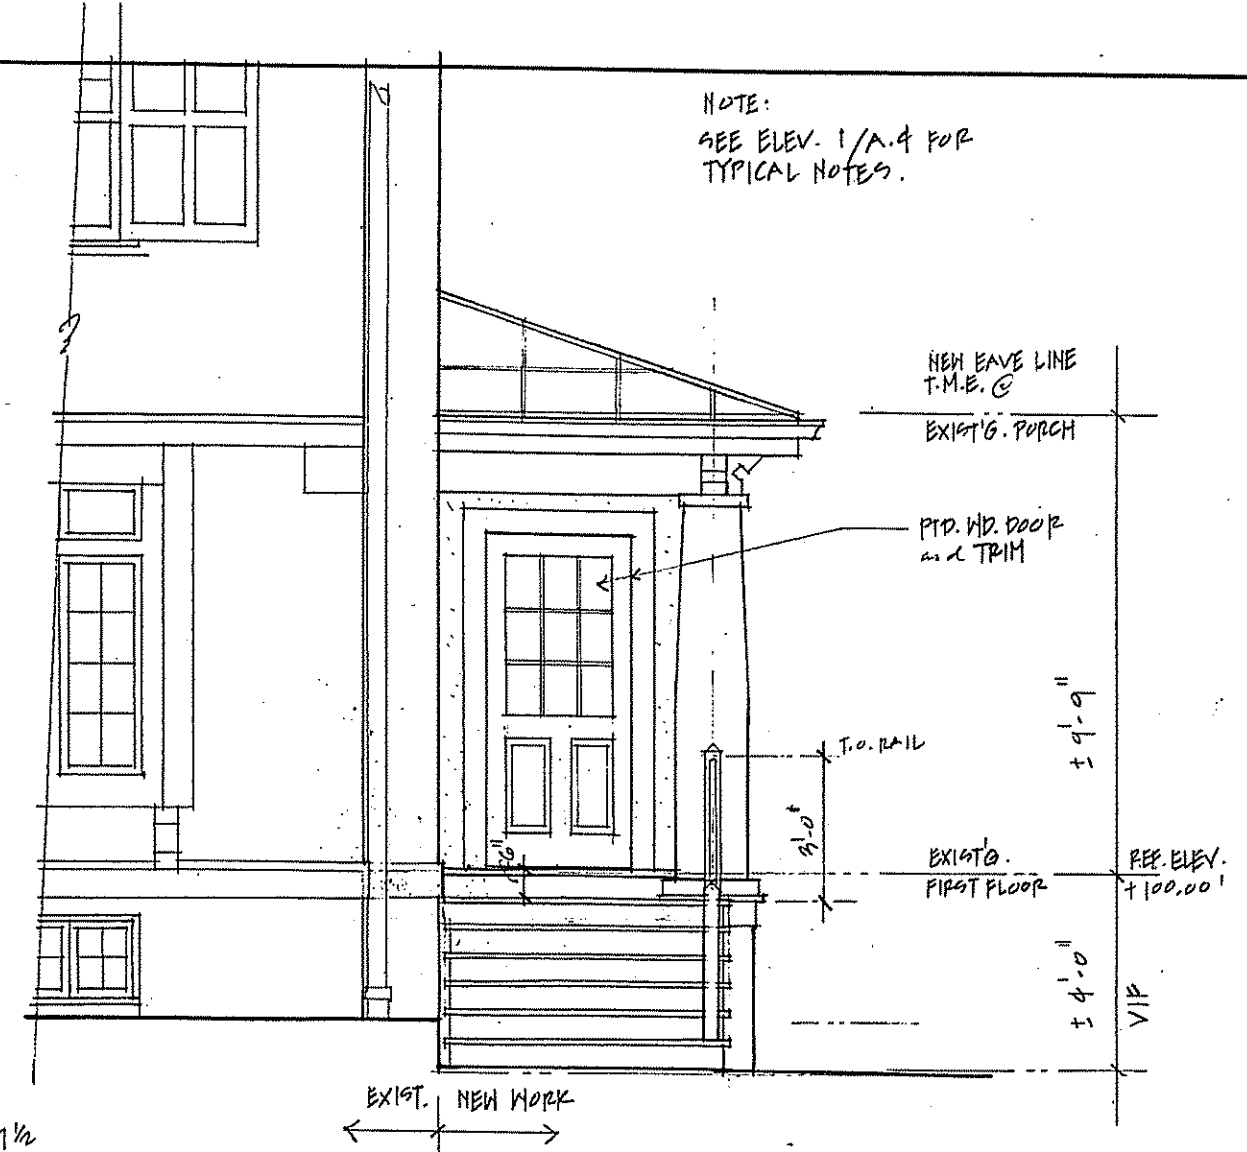 NOTE:
SEE ELEV. 1/A.4 FOR
TYPICAL NOTES.
NEW EAVE LINE
T.M.E. @
EXIST'G. PORCH
PTD. WD. DOOR
and TRIM
± 9'-9"
T.O. RAIL
3'-0"
EXIST'G.
FIRST FLOOR
REF. ELEV.
+100.00'
± 4'-0"
VIF
EXIST. NEW WORK